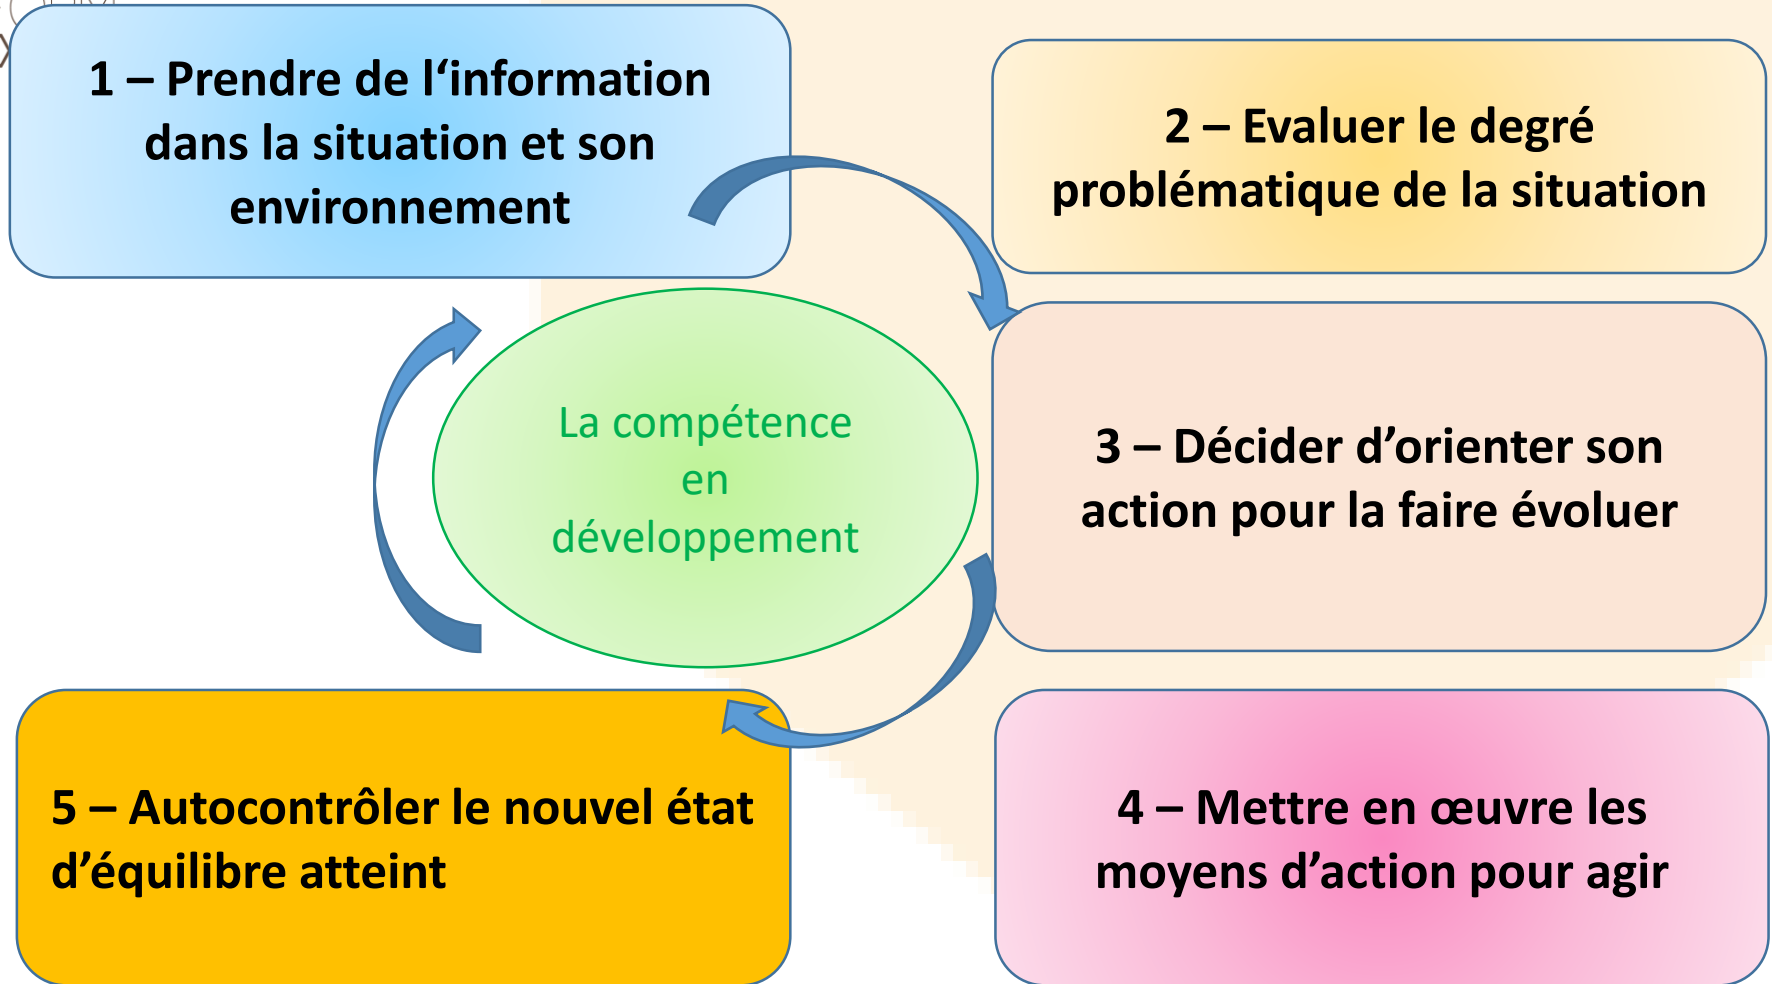 1 – Prendre de l‘information
dans la situation et son
environnement
2 – Evaluer le degré
problématique de la situation
La compétence
en
développement
3 – Décider d’orienter son
action pour la faire évoluer
5 – Autocontrôler le nouvel état
d’équilibre atteint
4 – Mettre en œuvre les
moyens d’action pour agir